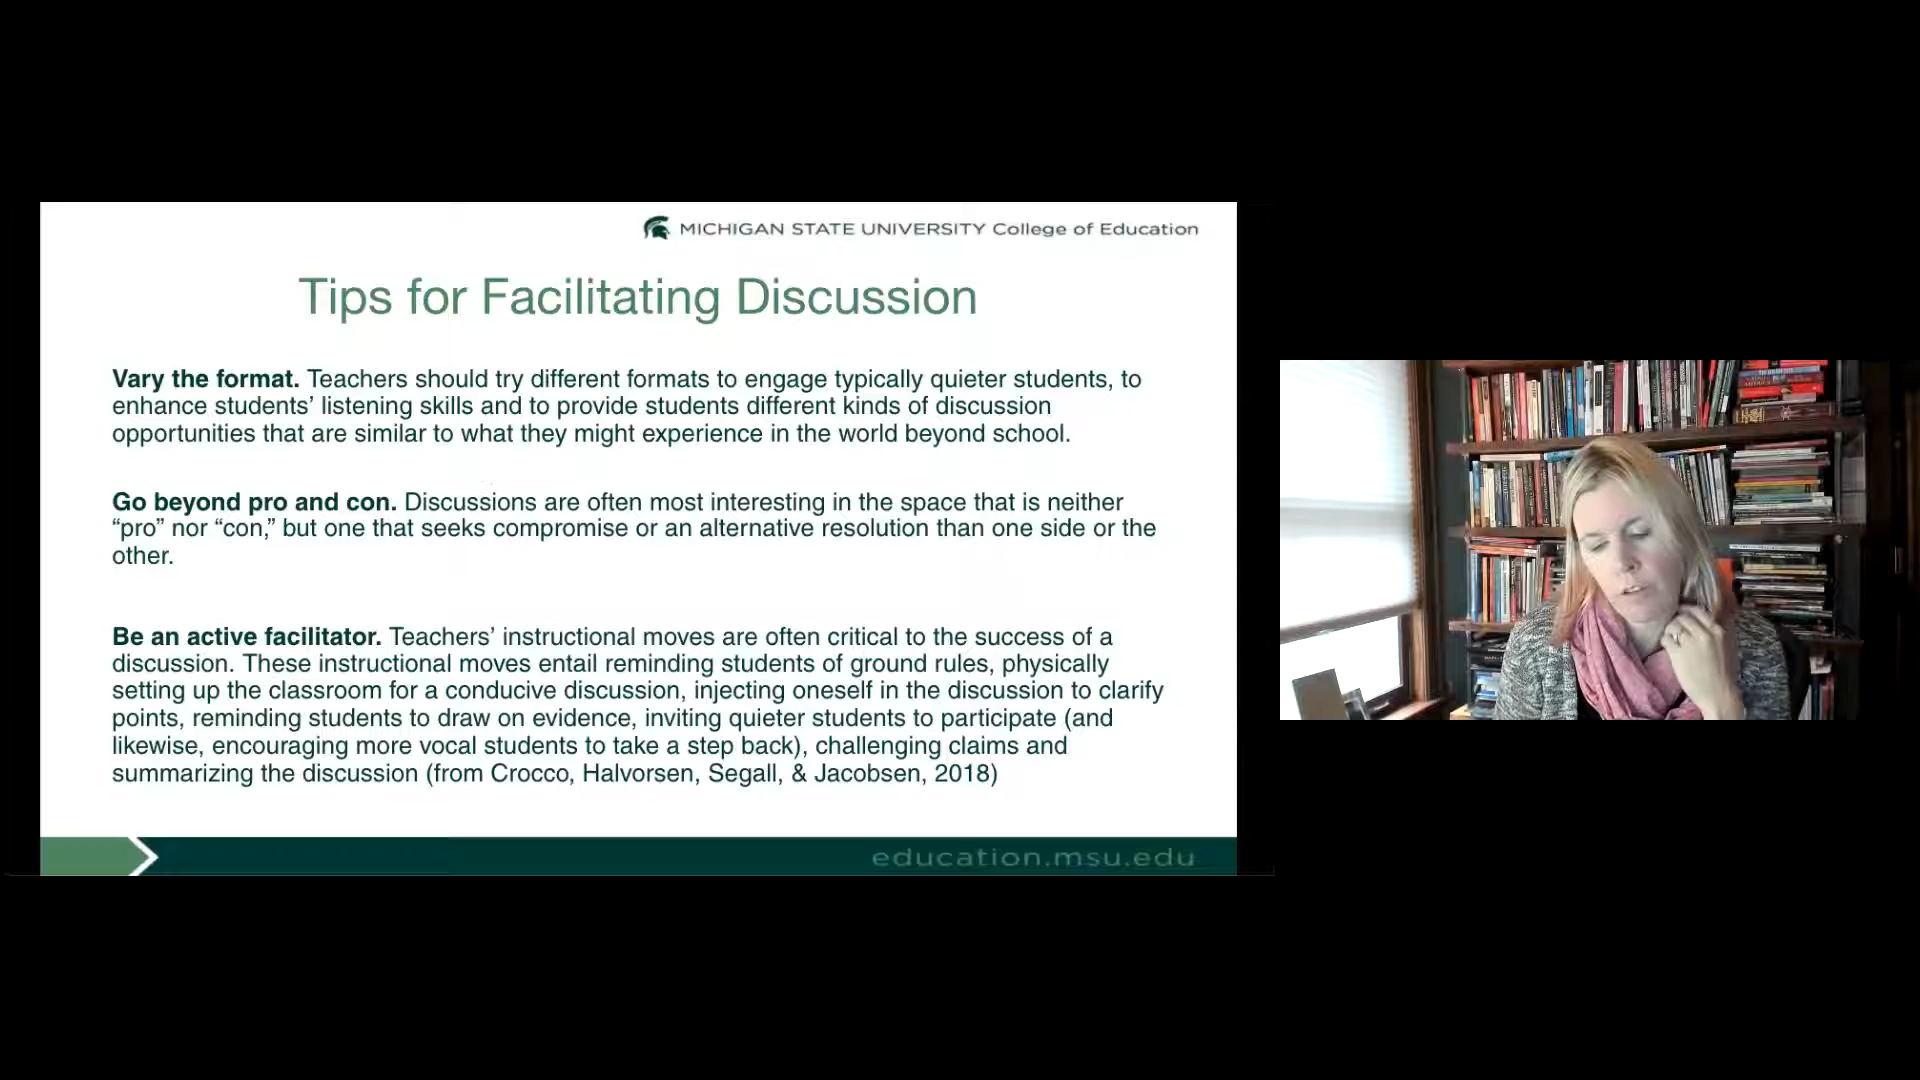 MICHIGAN STATE UNIVERSITY College of Education
Tips for Facilitating Discussion
Vary the format. Teachers should try different formats to engage typically quieter students, to
enhance students’ listening skills and to provide students different kinds of discussion
opportunities that are similar to what they might experience in the world beyond school.
Go beyond pro and con. Discussions are often most interesting in the space that is neither
“pro” nor “con,” but one that seeks compromise or an alternative resolution than one side or the
other.
Be an active facilitator. Teachers’ instructional moves are often critical to the success of a
discussion. These instructional moves entail reminding students of ground rules, physically
setting up the classroom for a conducive discussion, injecting oneself in the discussion to clarify
points, reminding students to draw on evidence, inviting quieter students to participate (and
likewise, encouraging more vocal students to take a step back), challenging claims and
summarizing the discussion (from Crocco, Halvorsen, Segall, & Jacobsen, 2018)
education.msu.edu